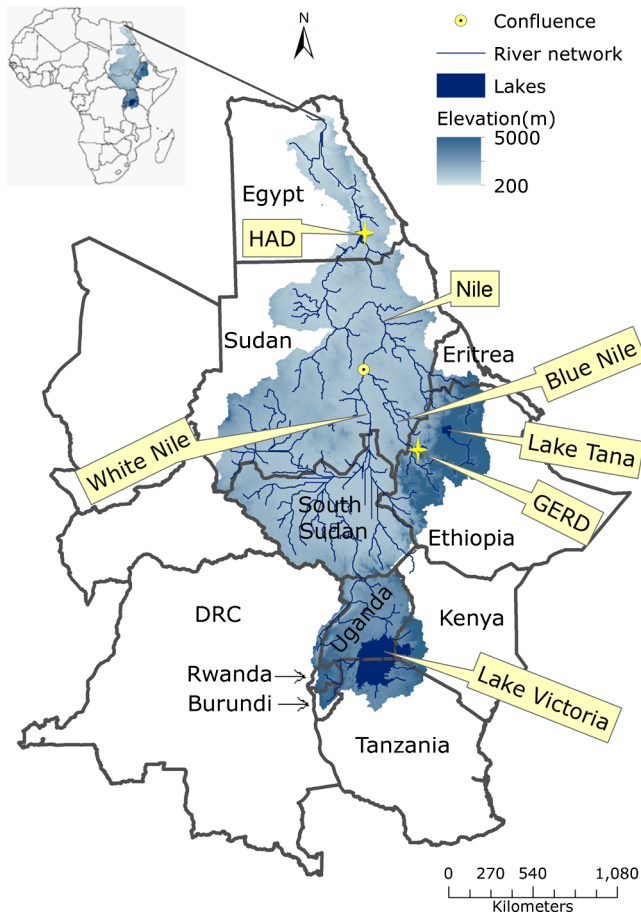 N
Confluence
River network
Lakes
Elevation(m)
5000
200
Egypt
HAD
Nile
Sudan
Eritrea
Blue Nile
White Nile
Lake Tana
GERD
South
Sudan
Ethiopia
DRC
Uganda
Kenya
Rwanda
Burundi
Lake Victoria
Tanzania
0 270 540 1,080
Kilometers